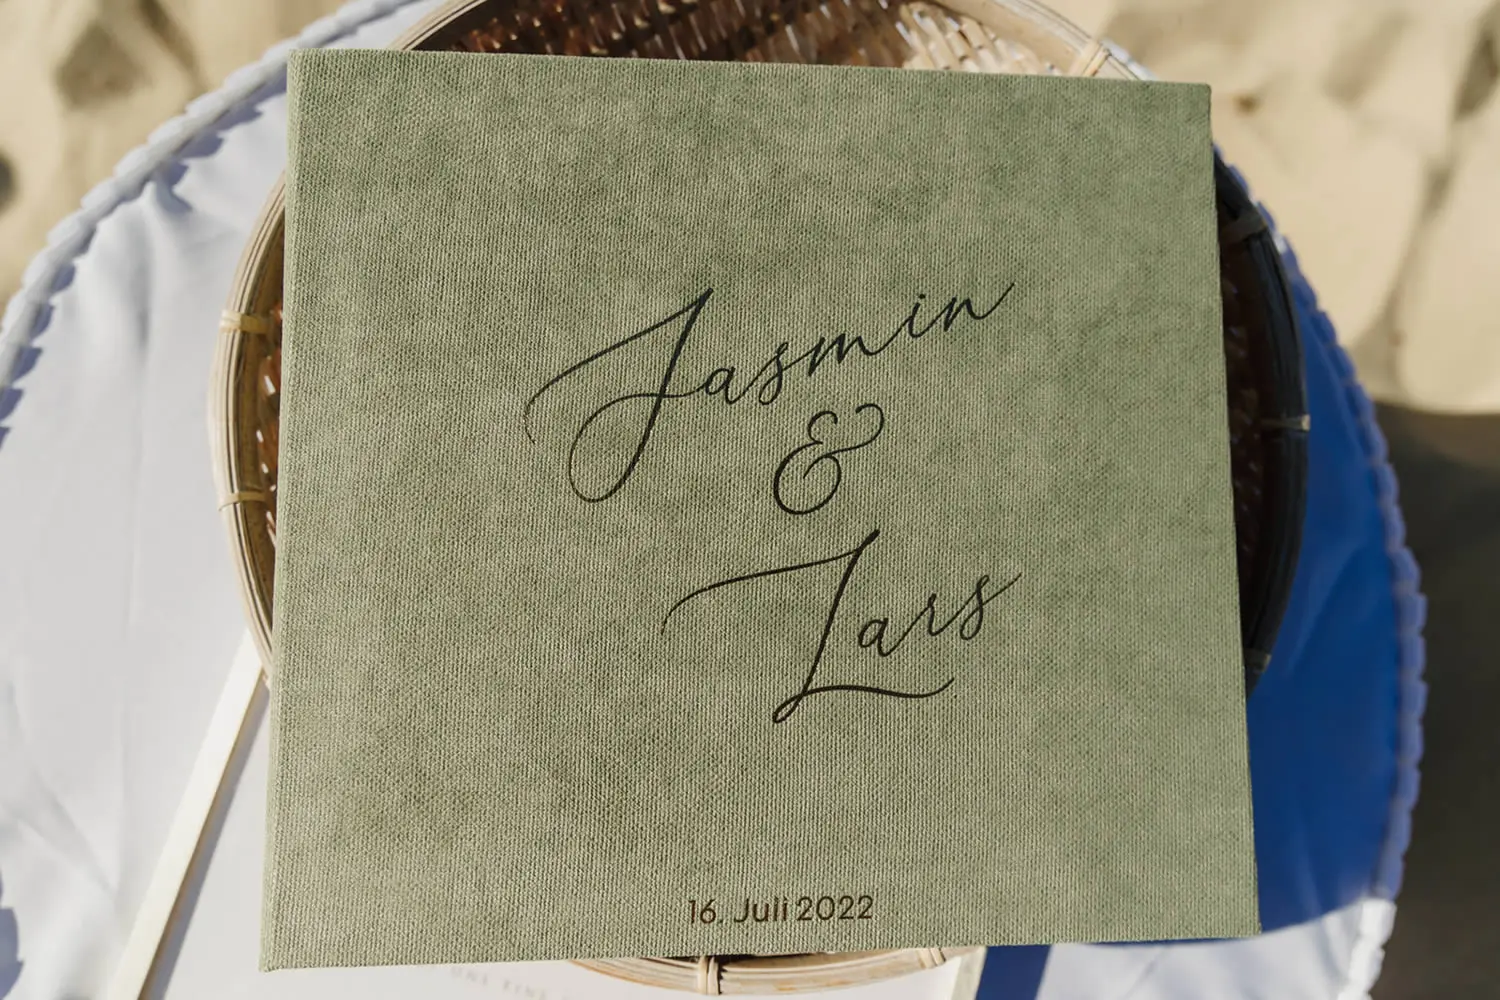 Jasmin
&
Lars
16. Juli 2022